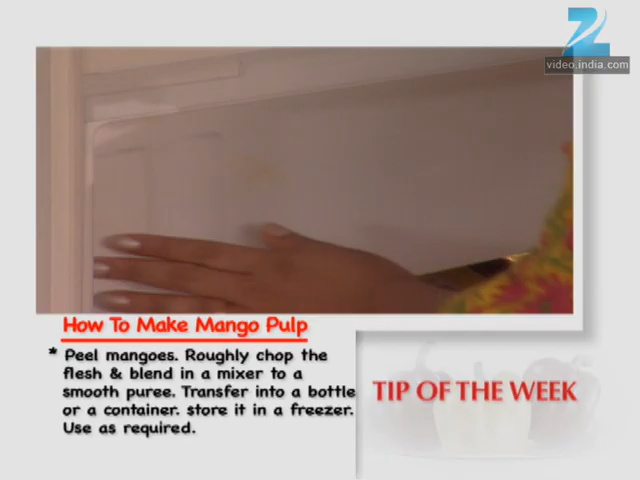 Z
video.india.com
How To Make Mango Pulp
* Peel mangoes. Roughly chop the
flesh & blend in a mixer to a
smooth puree. Transfer into a bottle
or a container. store it in a freezer.
Use as required.
TIP OF THE WEEK